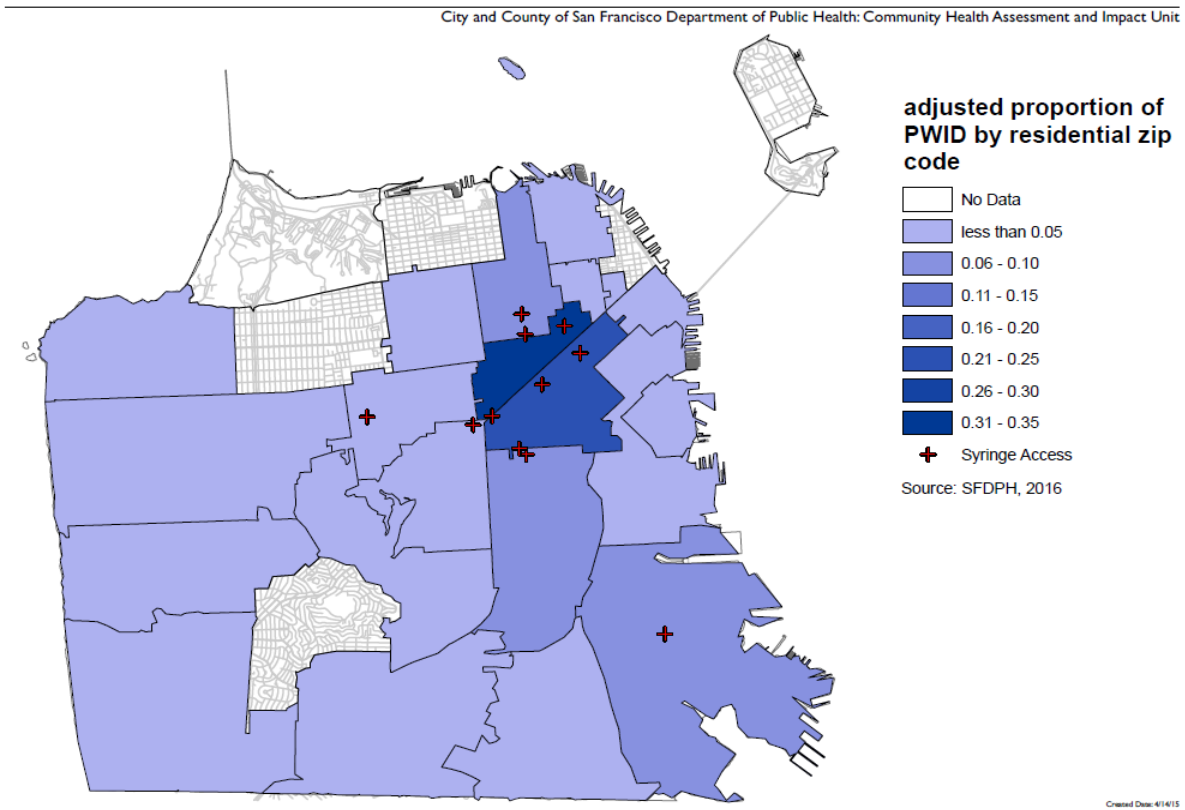 City and County of San Francisco Department of Public Health: Community Health Assessment and Impact Unit
adjusted proportion of
PWID by residential zip
code
No Data
less than 0.05
0.06 - 0.10
0.11 - 0.15
0.16 - 0.20
0.21 - 0.25
0.26 - 0.30
0.31 - 0.35
Syringe Access
Source: SFDPH, 2016
Created Date: 4/14/15